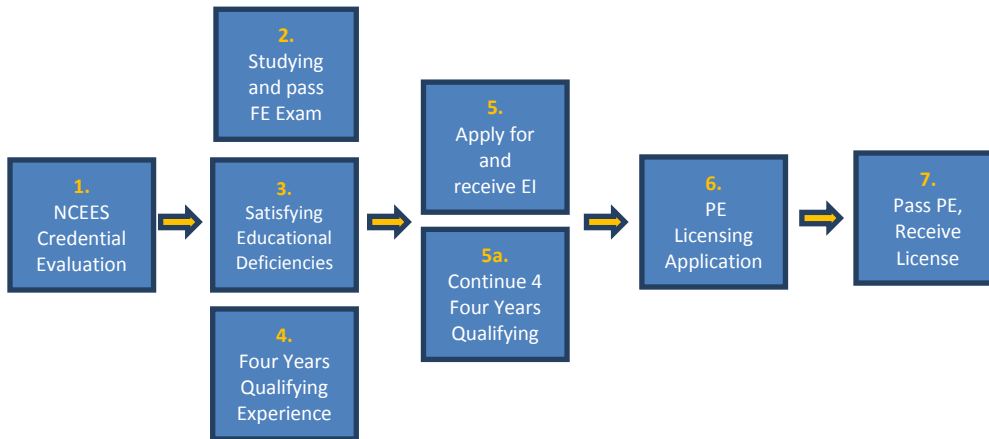 1.
NCEES
Credential
Evaluation
2.
Studying
and pass
FE Exam
3.
Satisfying
Educational
Deficiencies
4.
Four Years
Qualifying
Experience
5.
Apply for
and
receive EI
5a.
Continue 4
Four Years
Qualifying
6.
PE
Licensing
Application
7.
Pass PE,
Receive
License